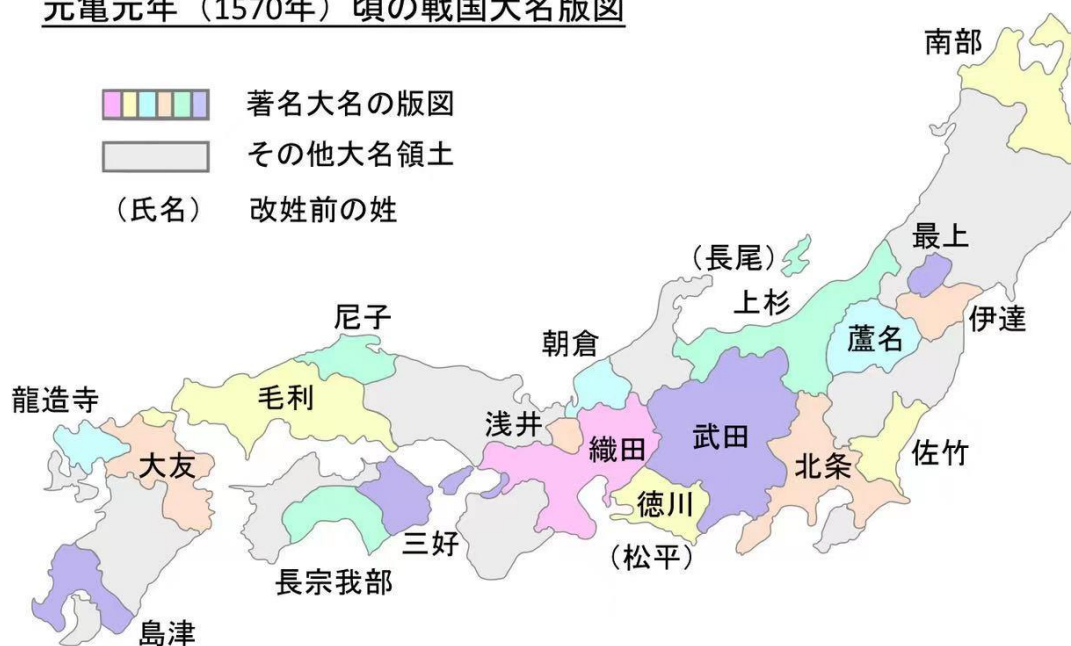 元亀元年（1570年）頃の戦国大名版図
著名大名の版図
その他大名領土
（氏名） 改姓前の姓
南部
最上
（長尾）
上杉
伊達
蘆名
尼子
朝倉
龍造寺
毛利
浅井
織田
武田
佐竹
大友
北条
徳川
（松平）
三好
長宗我部
島津